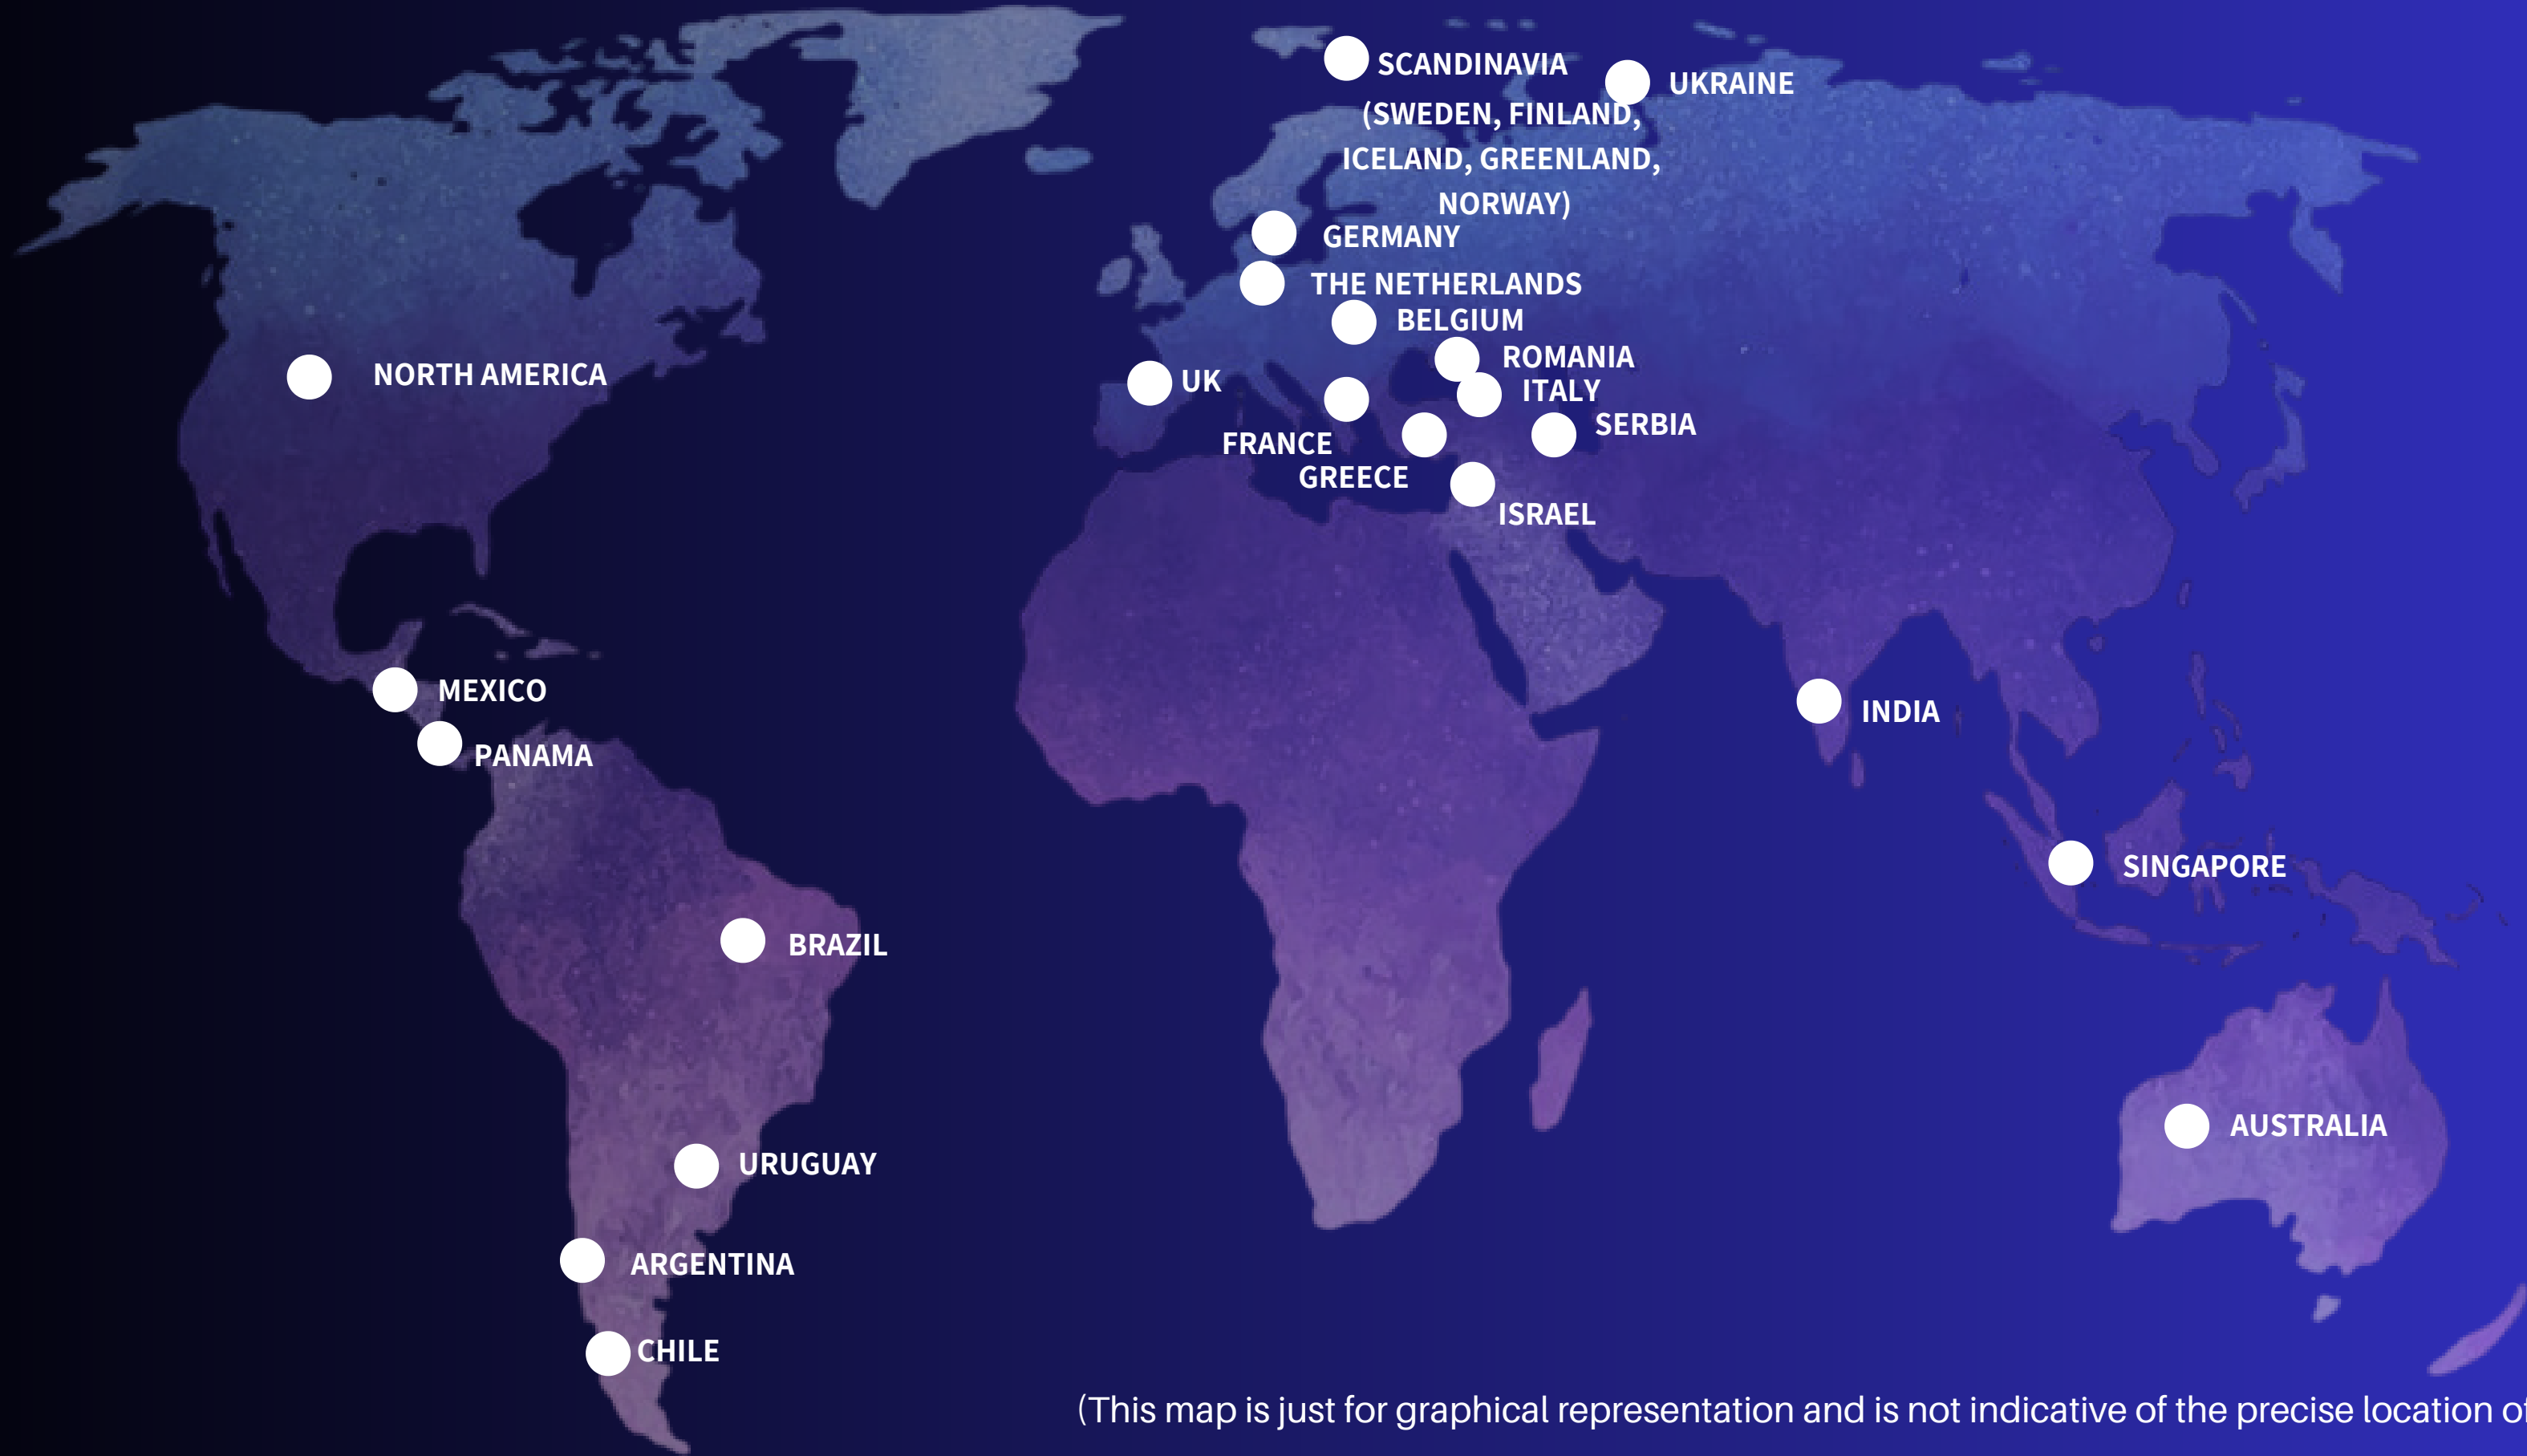 SCANDINAVIA
(SWEDEN, FINLAND,
ICELAND, GREENLAND,
NORWAY)
UKRAINE
GERMANY
THE NETHERLANDS
BELGIUM
ROMANIA
ITALY
SERBIA
UK
FRANCE
GREECE
ISRAEL
NORTH AMERICA
MEXICO
PANAMA
INDIA
SINGAPORE
BRAZIL
AUSTRALIA
URUGUAY
ARGENTINA
CHILE
(This map is just for graphical representation and is not indicative of the precise location of